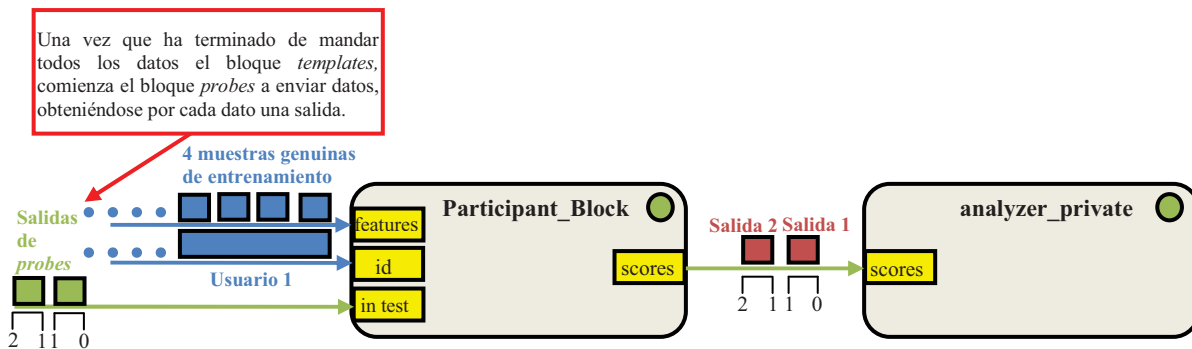 Una vez que ha terminado de mandar
todos los datos el bloque templates,
comienza el bloque probes a enviar datos,
obteniéndose por cada dato una salida.
4 muestras genuinas
de entrenamiento
Salidas
de
probes
Usuario 1
2 1 1 0
Participant_Block
features
id
in test
scores
Salida 2 Salida 1
2 1 1 0
analyzer_private
scores